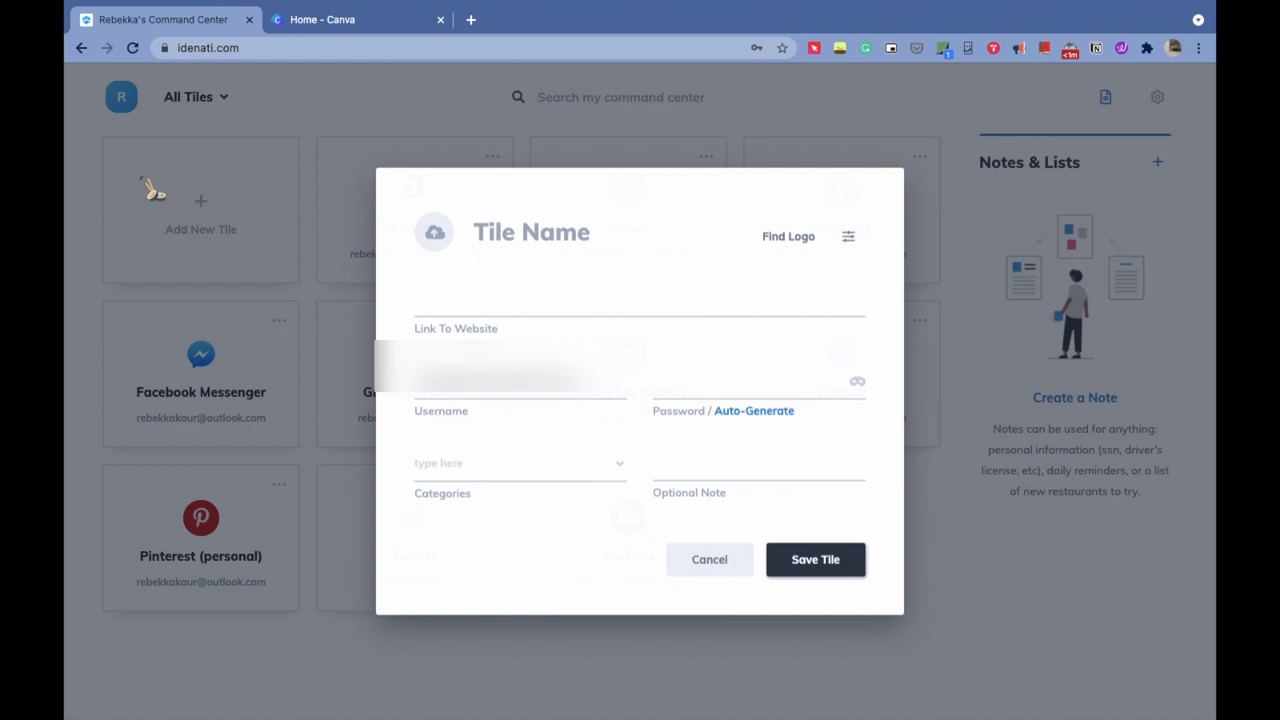 Rebekka's Command Center
Home - Canva
idenati.com
1
<1m
R
All Tiles
Search my command center
Notes & Lists
Add New Tile
Tile Name
Find Logo
Link To Website
Username
Password / Auto-Generate
type here
Categories
Optional Note
Cancel
Save Tile
Facebook Messenger
rebekkakaur@outlook.com
Pinterest (personal)
rebekkakaur@outlook.com
Create a Note
Notes can be used for anything:
personal information (ssn, driver's
license, etc), daily reminders, or a list
of new restaurants to try.